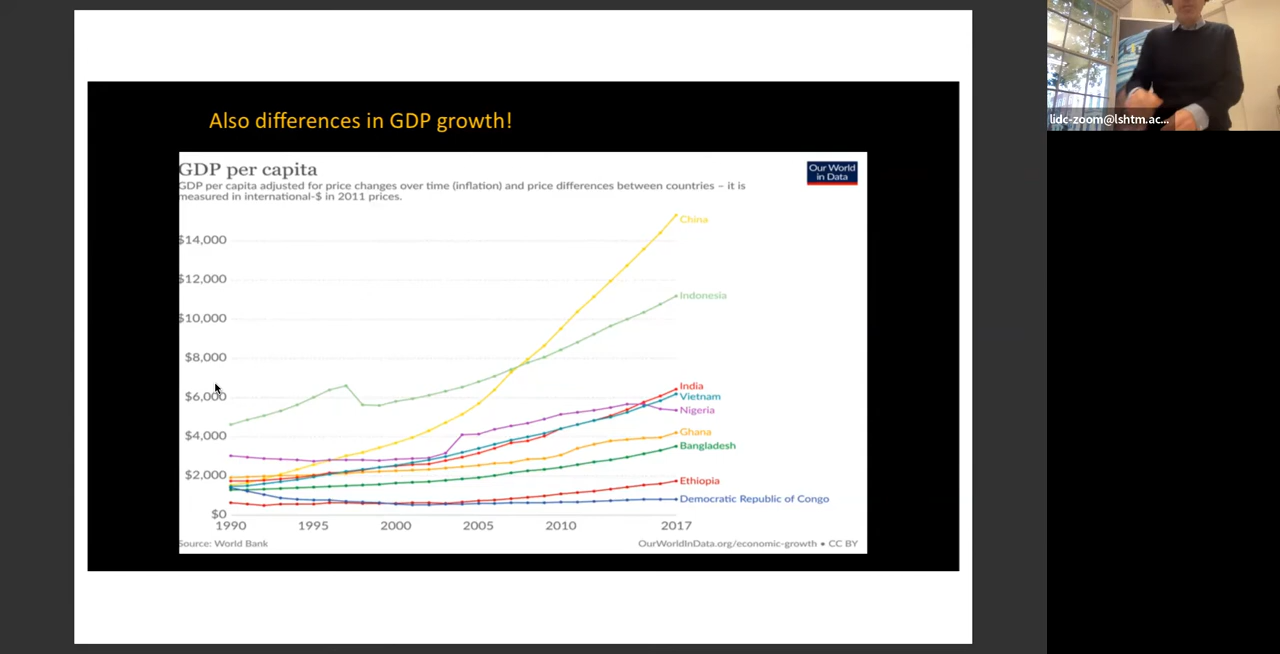 Also differences in GDP growth!
GDP per capita
Our World
in Data
GDP per capita adjusted for price changes over time (inflation) and price differences between countries – it is
measured in international-$ in 2011 prices.
China
$14,000
$12,000
Indonesia
$10,000
$8,000
$6,000
India
Vietnam
Nigeria
$4,000
Ghana
Bangladesh
$2,000
Ethiopia
Democratic Republic of Congo
$0
1990 1995 2000 2005 2010 2017
Source: World Bank
OurWorldInData.org/economic-growth • CC BY
lidc-zoom@lshtm.ac...